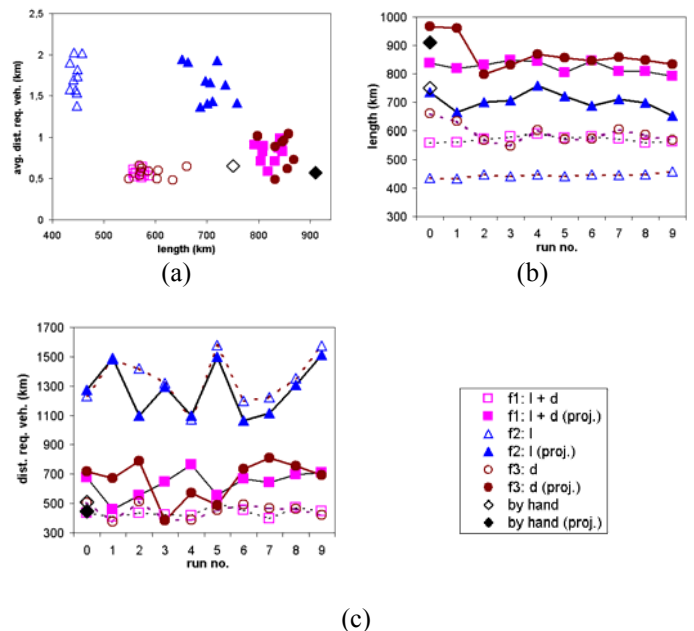 avg. dist. req. veh. (km)
2,5
2
1,5
1
0,5
0
400 500 600 700 800 900
length (km)
(a)
length (km)
1000
900
800
700
600
500
400
300
0 1 2 3 4 5 6 7 8 9
run no.
(b)
dist. req. veh. (km)
1700
1500
1300
1100
900
700
500
300
0 1 2 3 4 5 6 7 8 9
run no.
f1: l + d
f1: l + d (proj.)
f2: l
f2: l (proj.)
f3: d
f3: d (proj.)
by hand
by hand (proj.)
(c)